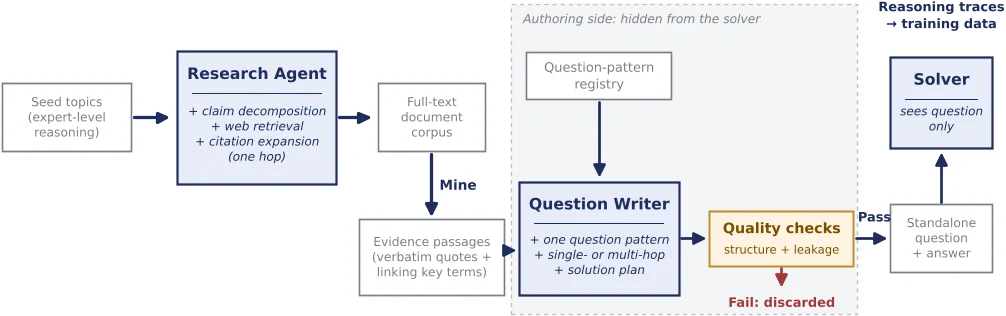 Seed topics
(expert-level
reasoning)
Research Agent
+ claim decomposition
+ web retrieval
+ citation expansion
(one hop)
Full-text
document
corpus
Mine
Evidence passages
(verbatim quotes +
linking key terms)
Authoring side: hidden from the solver
Question-pattern
registry
Question Writer
+ one question pattern
+ single- or multi-hop
+ solution plan
Quality checks
structure + leakage
Fail: discarded
Pass
Standalone
question
+ answer
Solver
sees question
only
Reasoning traces
→ training data